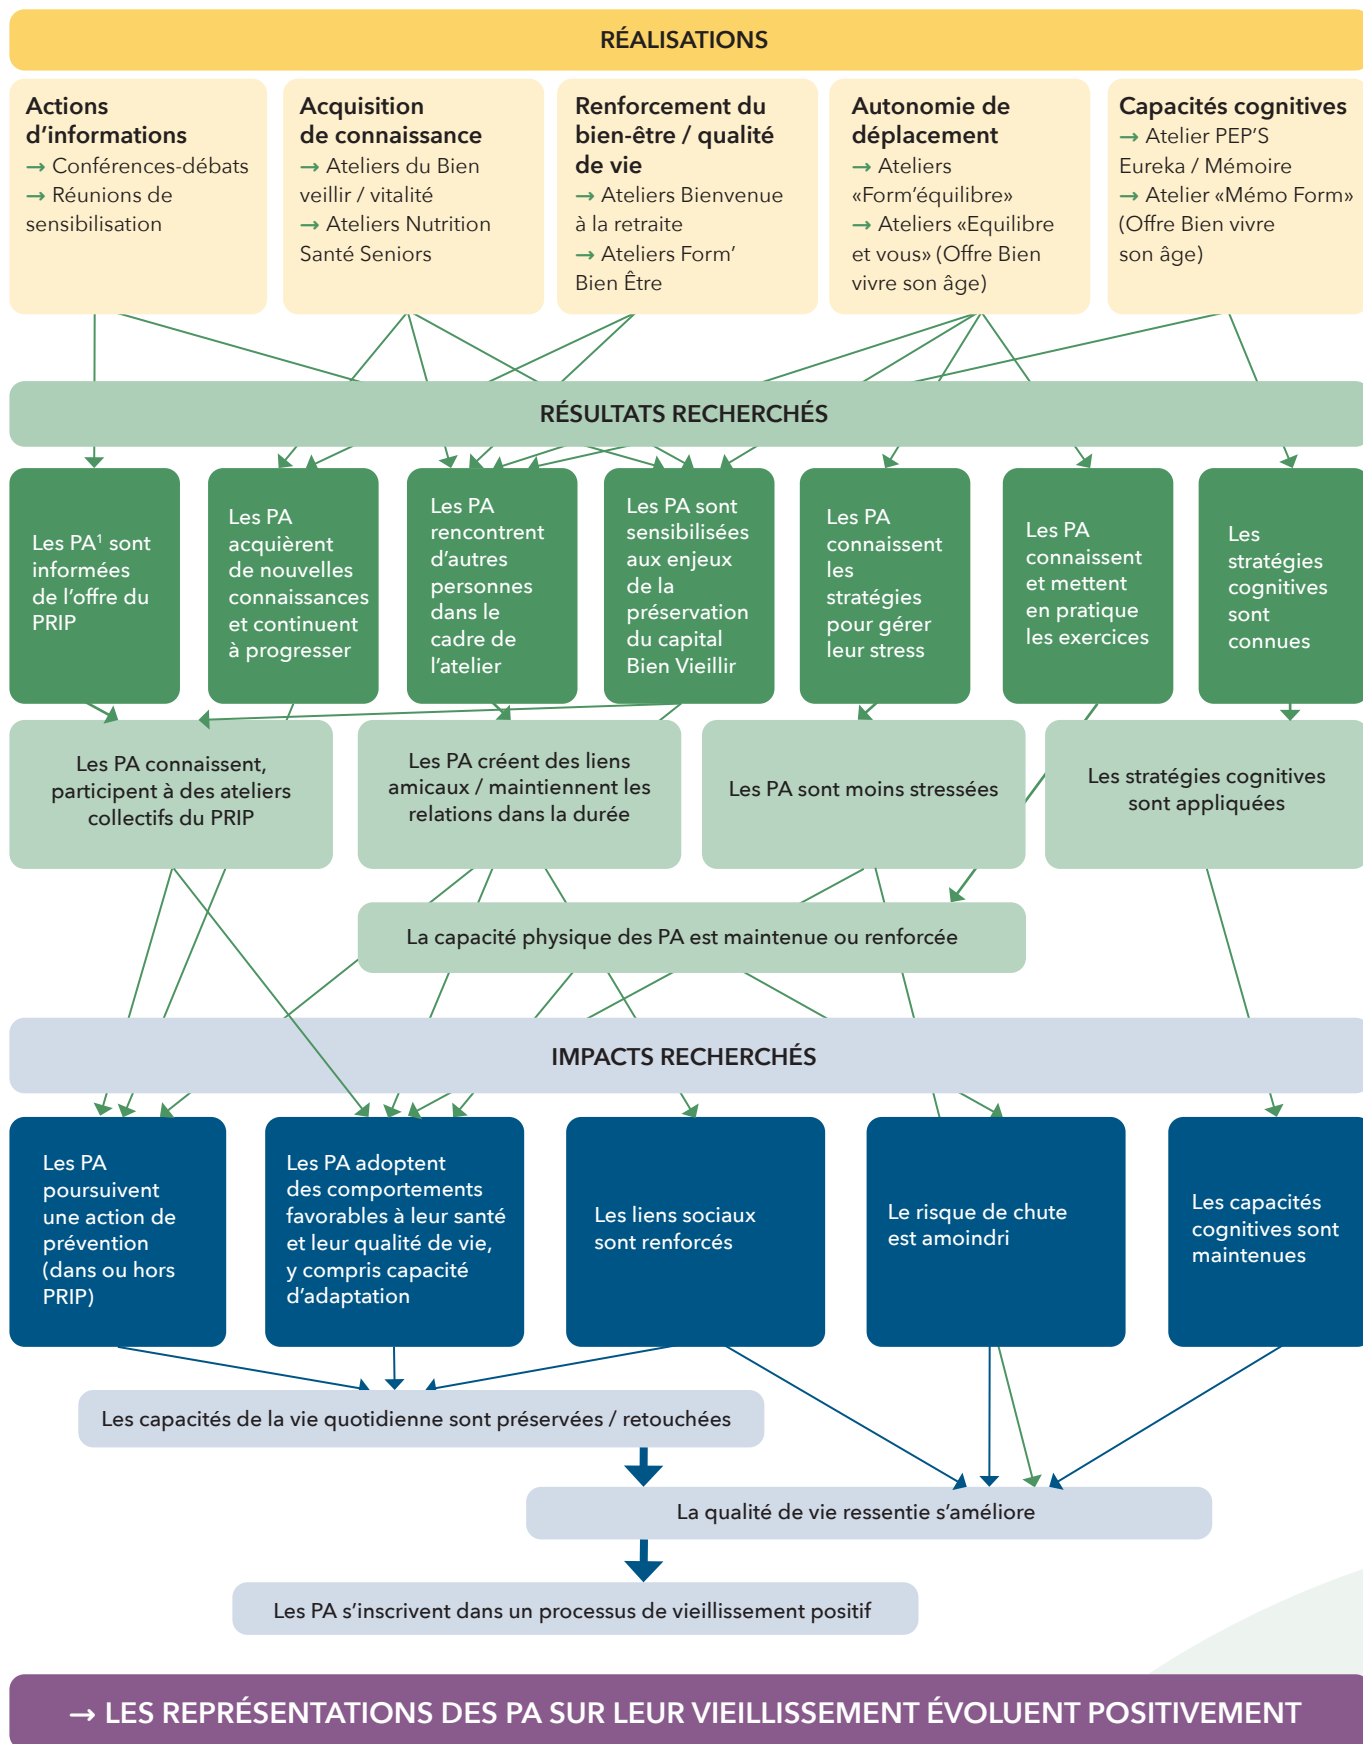 RÉALISATIONS
Actions
d'informations
→ Conférences-débats
→ Réunions de
sensibilisation
Acquisition
de connaissance
→ Ateliers du Bien
veillir / vitalité
→ Ateliers Nutrition
Santé Seniors
Renforcement du
bien-être / qualité
de vie
→ Ateliers Bienvenue
à la retraite
→ Ateliers Form'
Bien Être
Autonomie de
déplacement
→ Ateliers
«Form'équilibre»
→ Ateliers «Equilibre
et vous» (Offre Bien
vivre son âge)
Capacités cognitives
→ Atelier PEP'S
Eureka / Mémoire
→ Atelier «Mémo Form»
(Offre Bien vivre
son âge)
RÉSULTATS RECHERCHÉS
Les PA¹ sont
informées
de l'offre du
PRIP
Les PA
acquièrent
de nouvelles
connaissances
et continuent
à progresser
Les PA
rencontrent
d'autres
personnes
dans le
cadre de
l'atelier
Les PA sont
sensibilisées
aux enjeux
de la
préservation
du capital
Bien Vieillir
Les PA
connaissent
les
stratégies
pour gérer
leur stress
Les PA
connaissent
et mettent
en pratique
les exercices
Les
stratégies
cognitives
sont
connues
Les PA connaissent,
participent à des ateliers
collectifs du PRIP
Les PA créent des liens
amicaux / maintiennent les
relations dans la durée
Les PA sont moins stressées
Les stratégies cognitives
sont appliquées
La capacité physique des PA est maintenue ou renforcée
IMPACTS RECHERCHÉS
Les PA
poursuivent
une action de
prévention
(dans ou hors
PRIP)
Les PA adoptent
des comportements
favorables à leur santé
et leur qualité de vie,
y compris capacité
d'adaptation
Les liens sociaux
sont renforcés
Le risque de chute
est amoindri
Les capacités
cognitives sont
maintenues
Les capacités de la vie quotidienne sont préservées / retouchées
La qualité de vie ressentie s'améliore
Les PA s'inscrivent dans un processus de vieillissement positif
→ LES REPRÉSENTATIONS DES PA SUR LEUR VIEILLISSEMENT ÉVOLUENT POSITIVEMENT